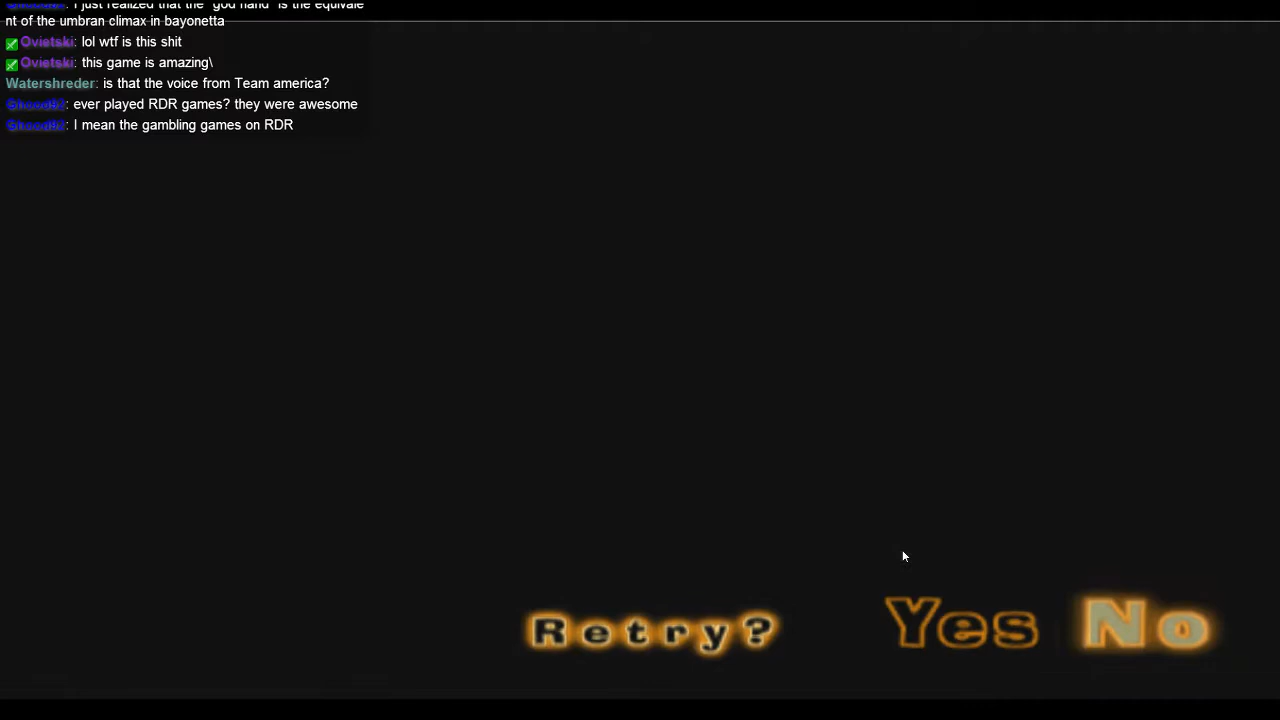 I just realized that the "god hand" is the equivale
nt of the umbran climax in bayonetta
Ovietski: lol wtf is this shit
Ovietski: this game is amazing\
Watershreder: is that the voice from Team america?
ever played RDR games? they were awesome
I mean the gambling games on RDR
Retry? Yes No